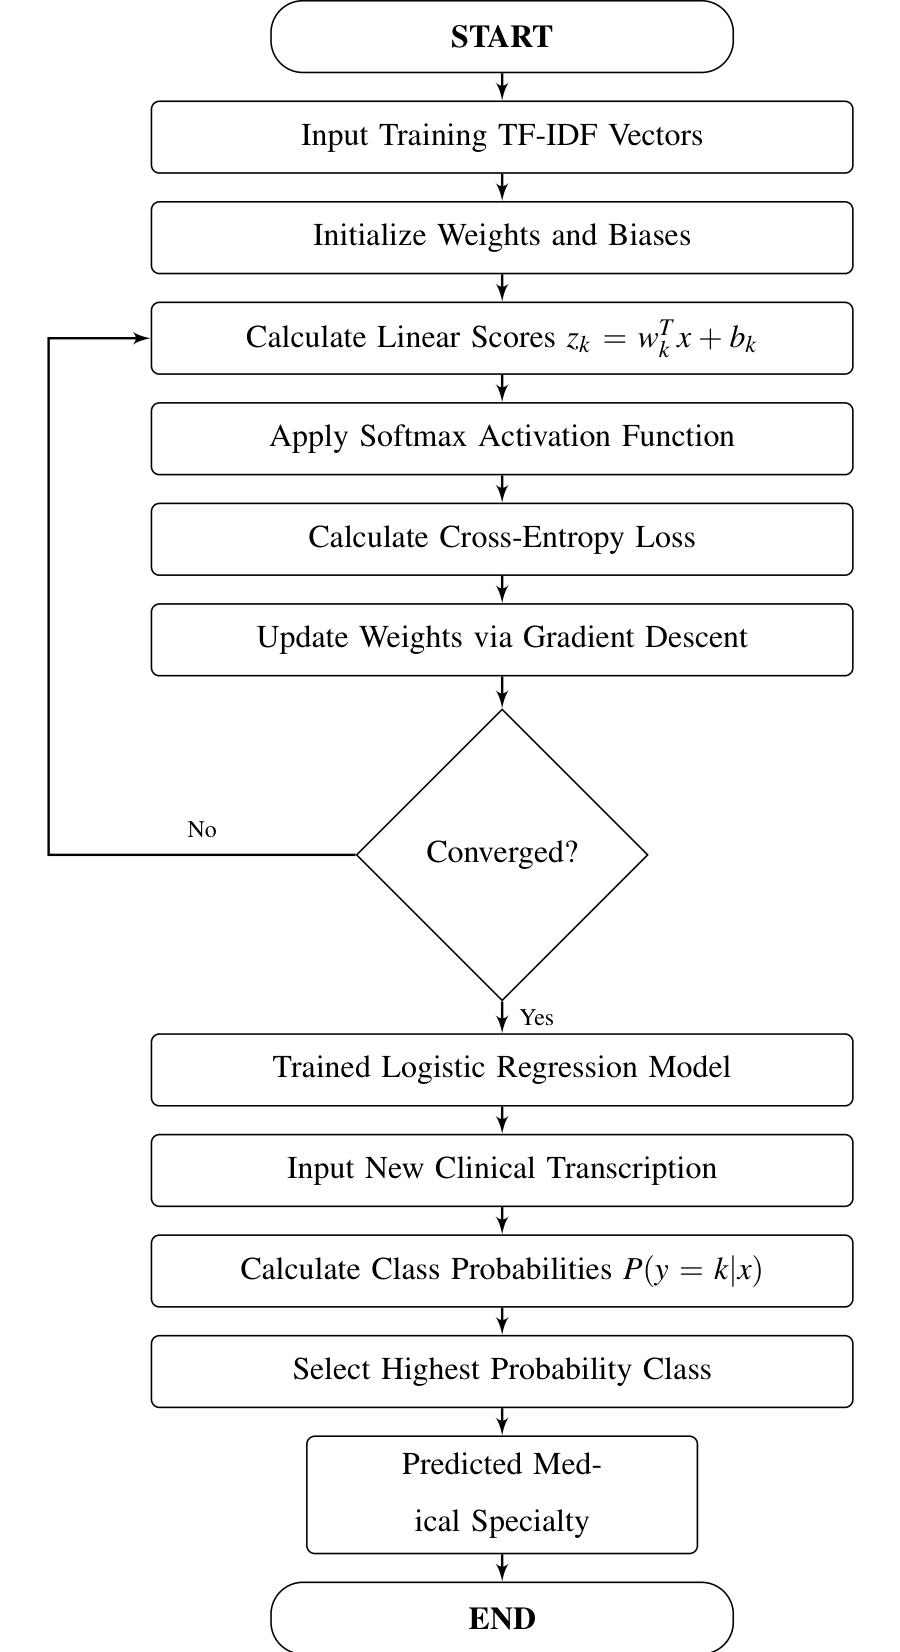 START
Input Training TF-IDF Vectors
Initialize Weights and Biases
Calculate Linear Scores $z_k = w_k^T x + b_k$
Apply Softmax Activation Function
Calculate Cross-Entropy Loss
Update Weights via Gradient Descent
Converged?
No
Yes
Trained Logistic Regression Model
Input New Clinical Transcription
Calculate Class Probabilities $P(y = k|x)$
Select Highest Probability Class
Predicted Med-
ical Specialty
END